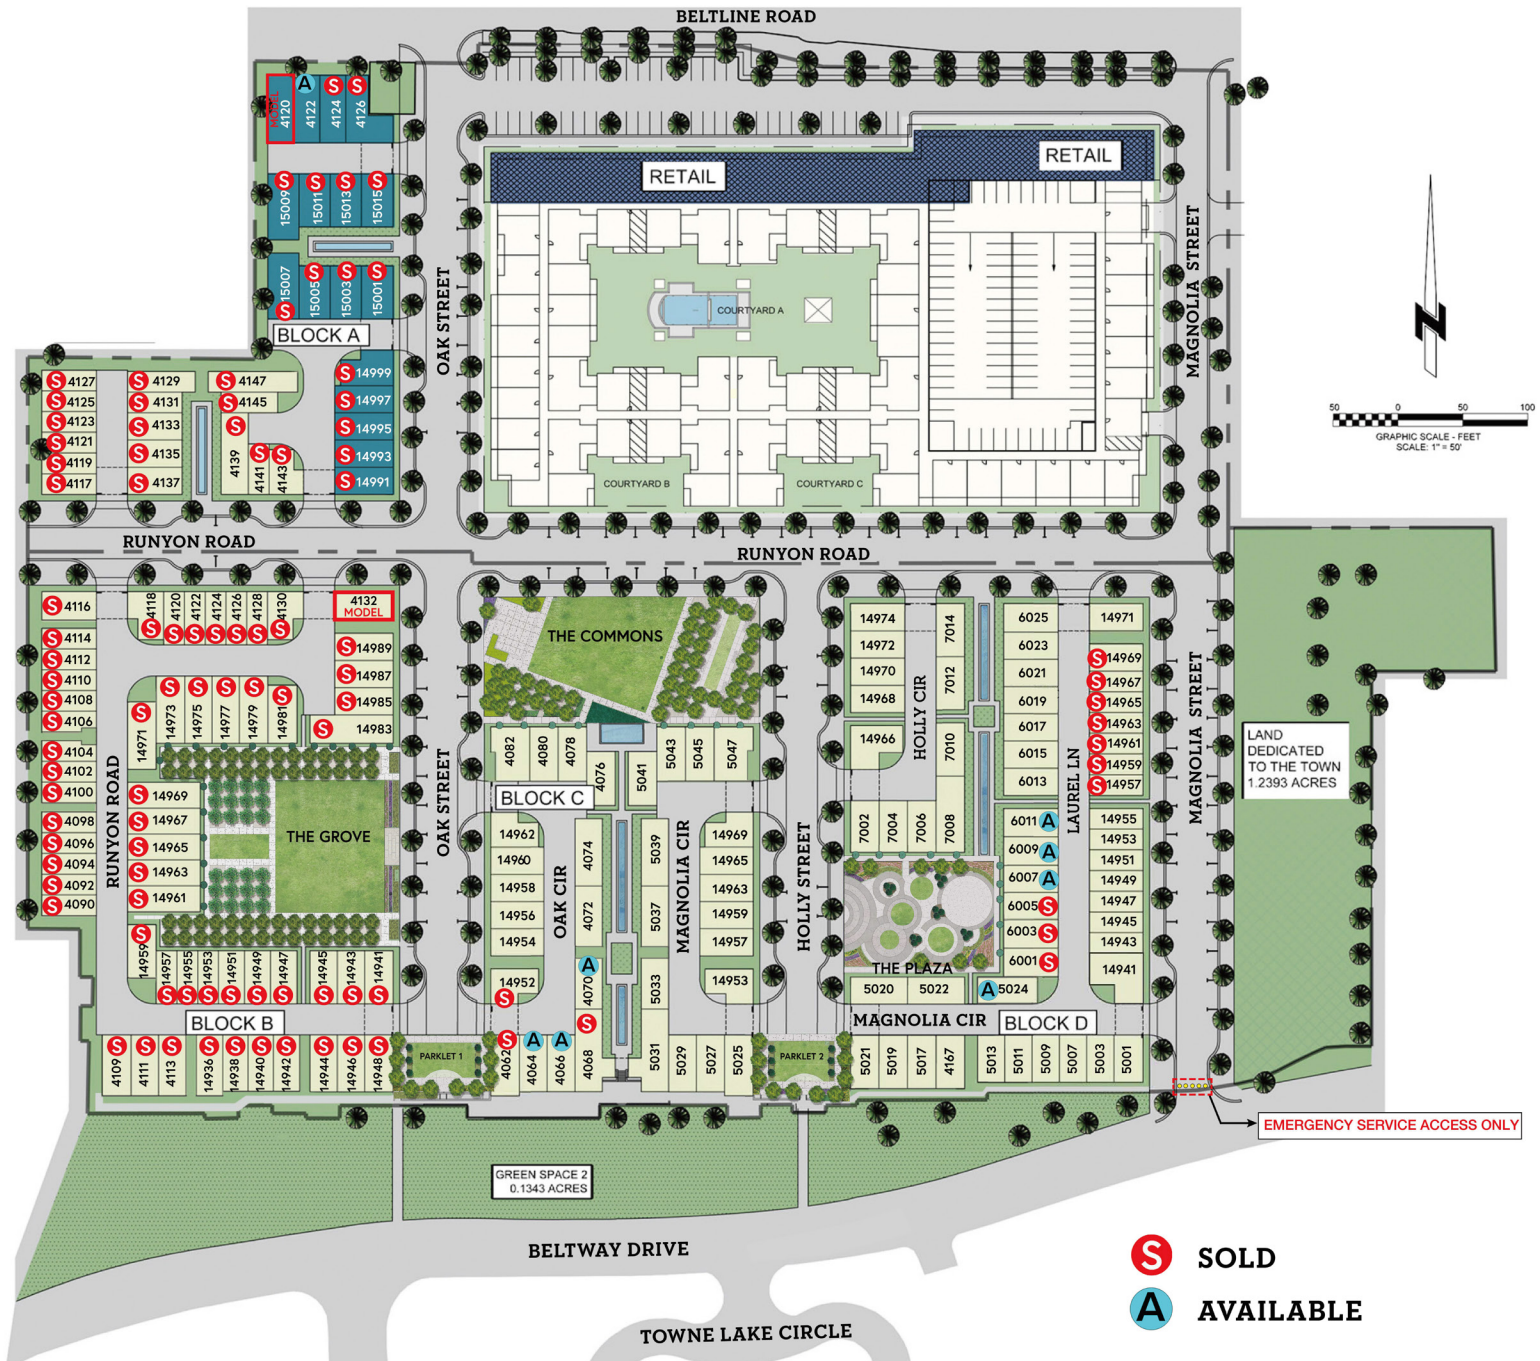 BELTLINE ROAD
MODEL
4120
A
4122
S
4124
S
4126
RETAIL
RETAIL
S
15009
S
15011
S
15013
S
15015
S
15007
S
15005
S
15003
S
15001
BLOCK A
OAK STREET
MAGNOLIA STREET
COURTYARD A
COURTYARD B
COURTYARD C
N
50 0 50 100
GRAPHIC SCALE - FEET
SCALE: 1" = 50'
S 14999
S 14997
S 14995
S 14993
S 14991
S 4127
S 4125
S 4123
S 4121
S 4119
S 4117
S 4129
S 4131
S 4133
S 4135
S 4137
S 4147
S 4145
S
4139
S
4141
S
4143
RUNYON ROAD
RUNYON ROAD
S 4116
S 4114
S 4112
S 4110
S 4108
S 4106
S 4104
S 4102
S 4100
S 4098
S 4096
S 4094
S 4092
S 4090
4118
S
4120
S
4122
S
4124
S
4126
S
4128
S
4130
S
4132
MODEL
S 14989
S 14987
S 14985
S 14983
S
14971
S
14973
S
14975
S
14977
S
14979
S
14981
RUNYON ROAD
S 14969
S 14967
S 14965
S 14963
S 14961
THE GROVE
S
14959
14957
S
14955
S
14953
S
14951
S
14949
S
14947
S
14945
S
14943
S
14941
S
BLOCK B
S
4109
S
4111
S
4113
S
14936
S
14938
S
14940
S
14942
S
14944
S
14946
S
14948
PARKLET 1
OAK STREET
THE COMMONS
4082
4080
4078
4076
5041
5043
5045
5047
BLOCK C
14962
14960
14958
14956
14954
14952
S
OAK CIR
4074
4072
A
4070
S
4068
S
4062
A
4064
A
4066
5039
5037
5033
5031
MAGNOLIA CIR
14969
14965
14963
14959
14957
14953
5029
5027
5025
PARKLET 2
HOLLY STREET
14974
14972
14970
14968
14966
HOLLY CIR
7014
7012
7010
7002
7004
7006
7008
THE PLAZA
5020
5022
A 5024
MAGNOLIA CIR
BLOCK D
6025
6023
6021
6019
6017
6015
6013
6011 A
6009 A
6007 A
6005 S
6003 S
6001 S
LAUREL LN
14971
S 14969
S 14967
S 14965
S 14963
S 14961
S 14959
S 14957
14955
14953
14951
14949
14947
14945
14943
14941
MAGNOLIA STREET
5021
5019
5017
4167
5013
5011
5009
5007
5003
5001
LAND
DEDICATED
TO THE TOWN
1.2393 ACRES
EMERGENCY SERVICE ACCESS ONLY
GREEN SPACE 2
0.1343 ACRES
BELTWAY DRIVE
TOWNE LAKE CIRCLE
S SOLD
A AVAILABLE